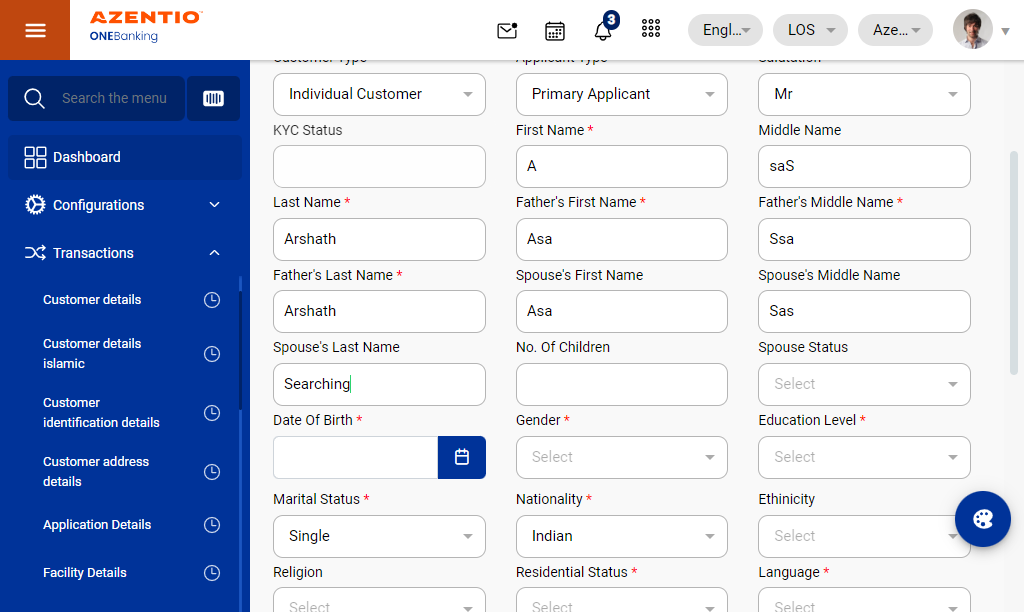 AZENTIO
ONEBanking
3
Engl...
LOS
Aze...
Search the menu
Dashboard
Configurations
Transactions
Customer details
Customer details
islamic
Customer
identification details
Customer address
details
Application Details
Facility Details
Customer Type
Applicant Type
Salutation
Individual Customer
Primary Applicant
Mr
KYC Status
First Name *
Middle Name
A
saS
Last Name *
Father's First Name *
Father's Middle Name *
Arshath
Asa
Ssa
Father's Last Name *
Spouse's First Name
Spouse's Middle Name
Arshath
Asa
Sas
Spouse's Last Name
No. Of Children
Spouse Status
Searching
Select
Date Of Birth *
Gender *
Education Level *
Select
Select
Marital Status *
Nationality *
Ethinicity
Single
Indian
Select
Religion
Residential Status *
Language *
Select
Select
Select